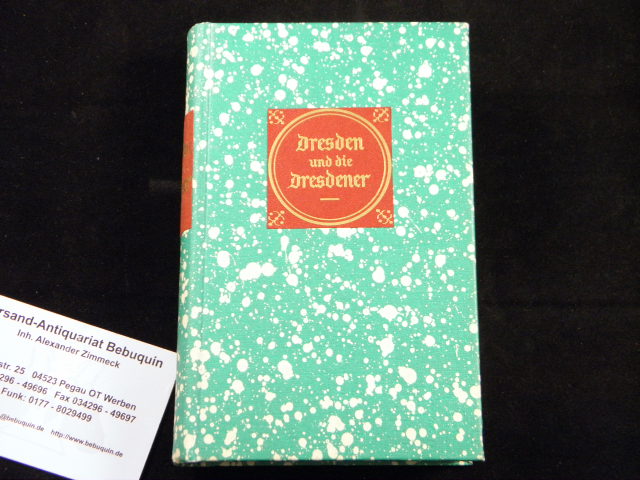 Dresden
und die
Dresdener
rsand-Antiquariat Bebuquin
Inh. Alexander Zimmeck
str. 25 04523 Pegau OT Werben
296 - 49696 Fax 034296 - 49697
Funk: 0177 - 8029499
@bebuquin.de http://www.bebuquin.de